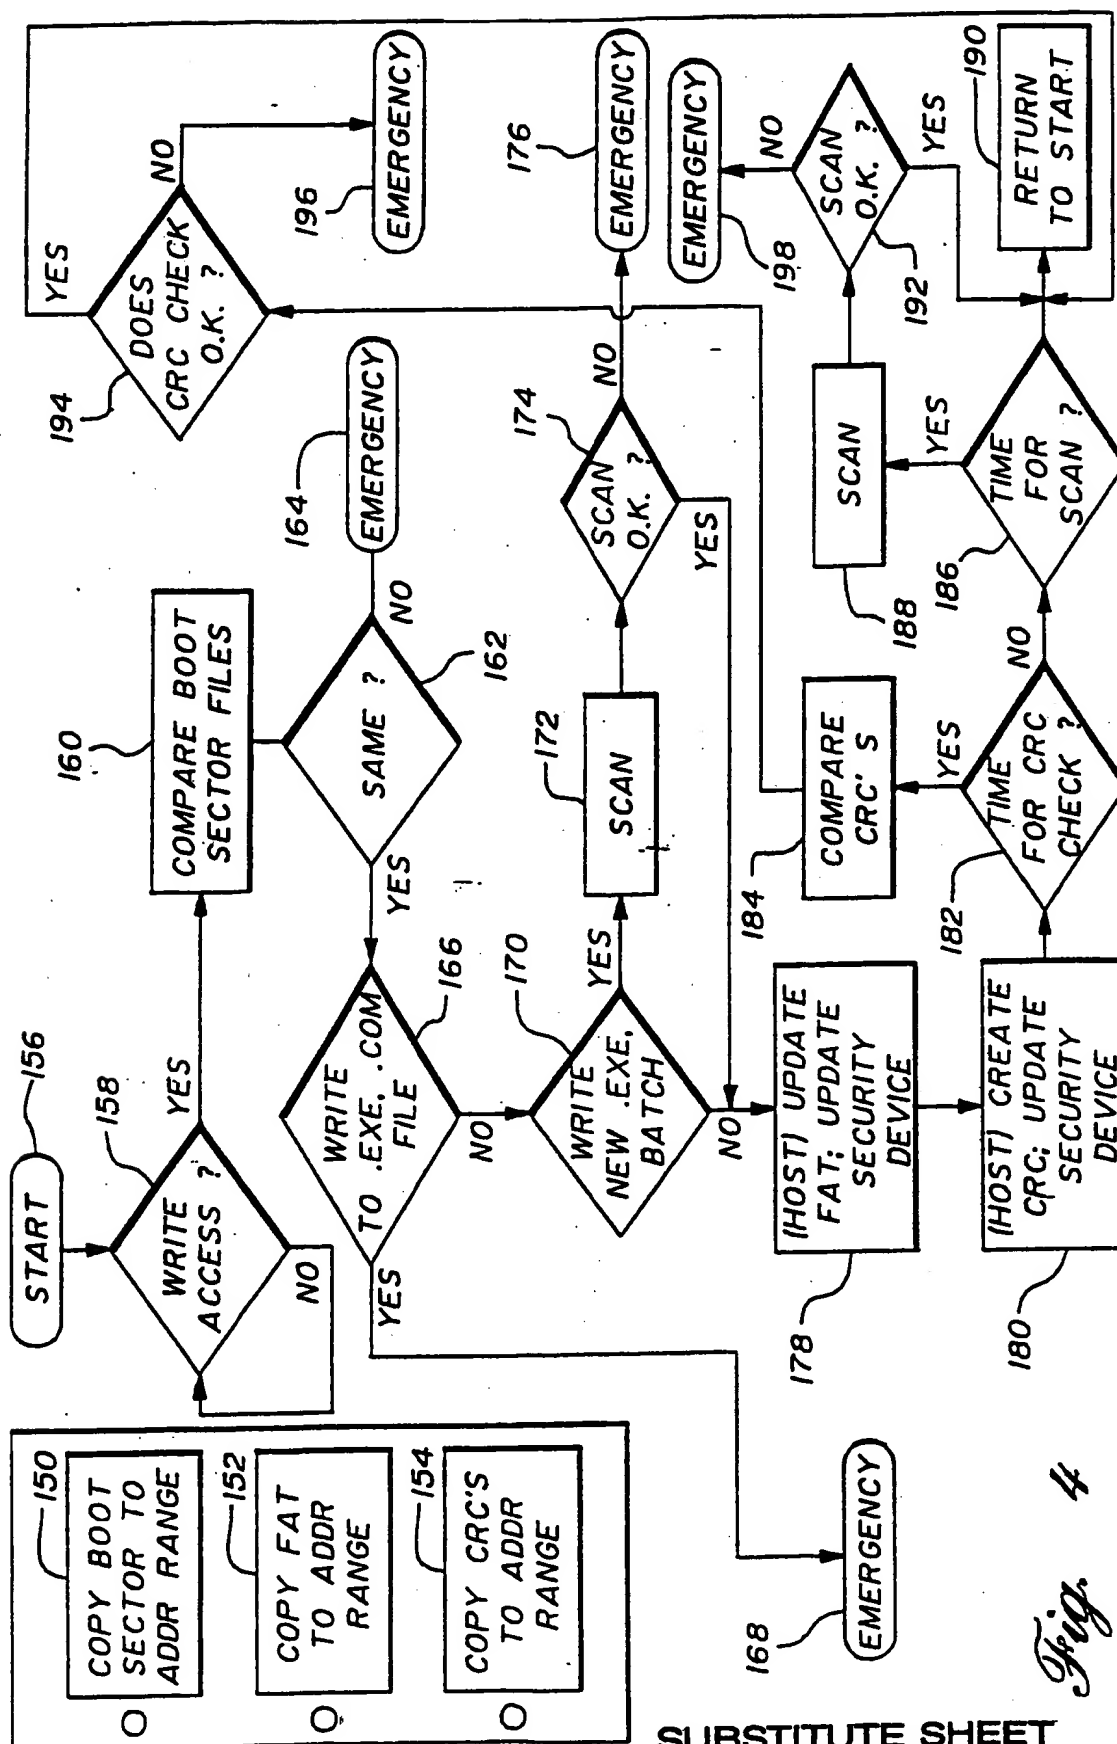 COPY BOOT
SECTOR TO
ADDR RANGE
150
COPY FAT
TO ADDR
RANGE
152
COPY CRC'S
TO ADDR
RANGE
154
START
156
WRITE
ACCESS ?
158
YES
NO
COMPARE BOOT
SECTOR FILES
160
SAME ?
162
NO
YES
EMERGENCY
164
WRITE
TO .EXE, .COM
FILE
166
YES
NO
EMERGENCY
168
WRITE
NEW .EXE,
BATCH
170
YES
NO
SCAN
172
SCAN
O.K. ?
174
NO
YES
EMERGENCY
176
(HOST) UPDATE
FAT; UPDATE
SECURITY
DEVICE
178
(HOST) CREATE
CRC; UPDATE
SECURITY
DEVICE
180
TIME
FOR CRC
CHECK ?
182
YES
NO
COMPARE
CRC'S
184
TIME
FOR
SCAN ?
186
YES
SCAN
188
SCAN
O.K. ?
192
NO
YES
EMERGENCY
198
RETURN
TO START
190
DOES
CRC CHECK
O.K. ?
194
YES
NO
EMERGENCY
196
Fig. 4
SUBSTITUTE SHEET